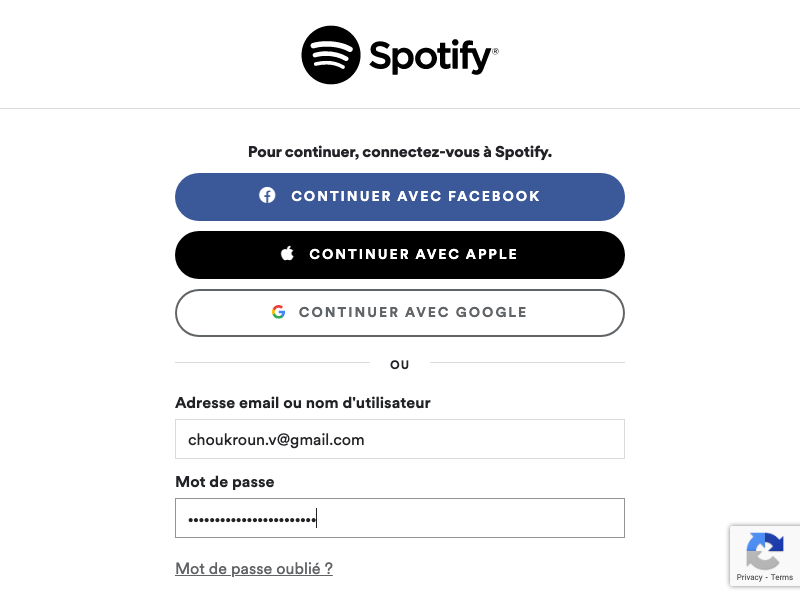 Spotify®
Pour continuer, connectez-vous à Spotify.
CONTINUER AVEC FACEBOOK
CONTINUER AVEC APPLE
CONTINUER AVEC GOOGLE
OU
Adresse email ou nom d'utilisateur
choukroun.v@gmail.com
Mot de passe
••••••••••••••••••••••••
Mot de passe oublié ?
Privacy - Terms